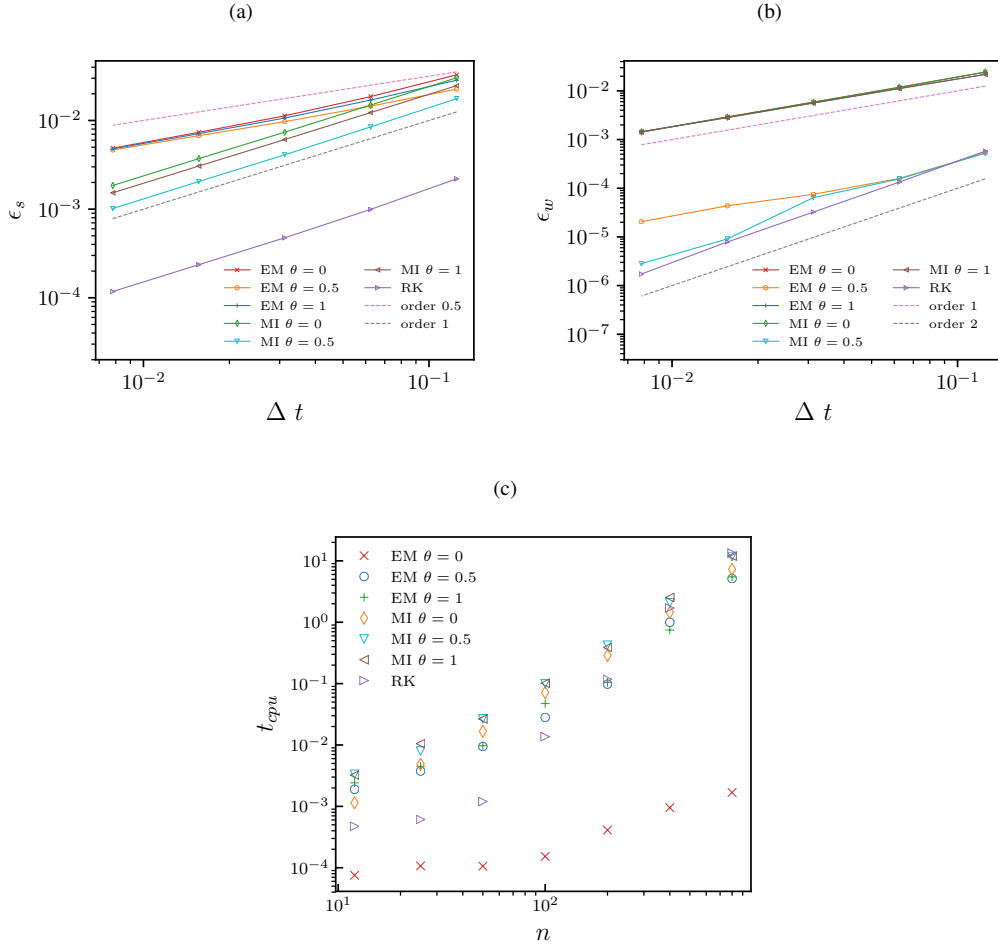 (a)
ϵ_s
10^{-2}
10^{-3}
10^{-4}
EM θ = 0
EM θ = 0.5
EM θ = 1
MI θ = 0
MI θ = 0.5
MI θ = 1
RK
order 0.5
order 1
10^{-2}
10^{-1}
Δ t
(b)
ϵ_w
10^{-2}
10^{-3}
10^{-4}
10^{-5}
10^{-6}
10^{-7}
EM θ = 0
EM θ = 0.5
EM θ = 1
MI θ = 0
MI θ = 0.5
MI θ = 1
RK
order 1
order 2
10^{-2}
10^{-1}
Δ t
(c)
t_{cpu}
10^1
10^0
10^{-1}
10^{-2}
10^{-3}
10^{-4}
EM θ = 0
EM θ = 0.5
EM θ = 1
MI θ = 0
MI θ = 0.5
MI θ = 1
RK
10^1
10^2
n